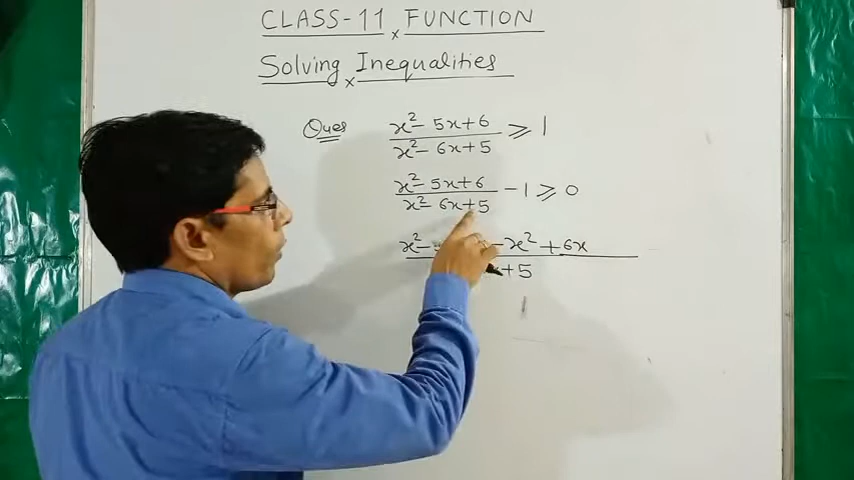 CLASS-11 × FUNCTION
Solving × Inequalities
Ques (x² - 5x + 6)/(x² - 6x + 5) ≥ 1
(x² - 5x + 6)/(x² - 6x + 5) - 1 ≥ 0
x² - - x² + 6x
+ 5